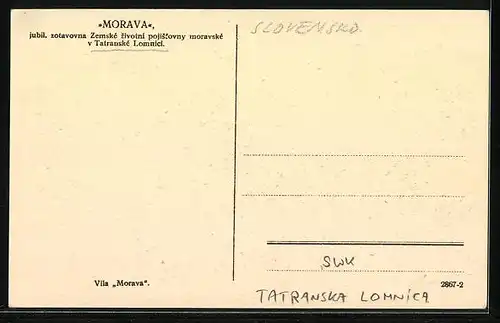 »MORAVA«,
jubil. zotavovna Zemské životní pojišťovny moravské
v Tatranské Lomnici.
SLOVENSKO.
SWK
Vila „Morava".
2867-2
TATRANSKA LOMNICA